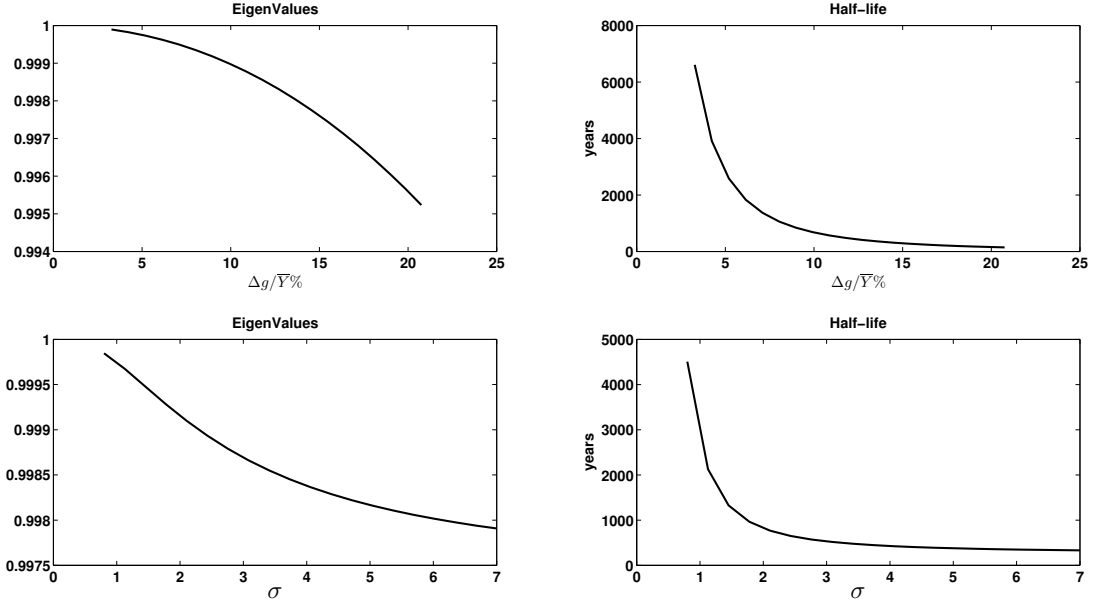 EigenValues
1
0.999
0.998
0.997
0.996
0.995
0.994
0 5 10 15 20 25
Δg/Y̅%
Half–life
8000
6000
4000
2000
0
years
0 5 10 15 20 25
Δg/Y̅%
EigenValues
1
0.9995
0.999
0.9985
0.998
0.9975
0 1 2 3 4 5 6 7
σ
Half–life
5000
4000
3000
2000
1000
0
years
0 1 2 3 4 5 6 7
σ